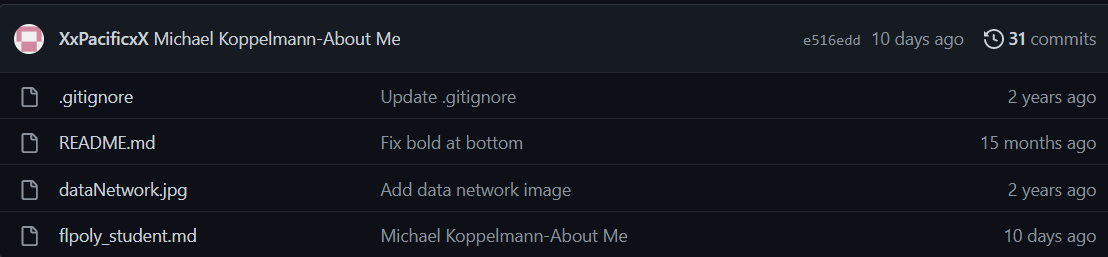 XxPacificxX Michael Koppelmann-About Me e516edd 10 days ago 31 commits
.gitignore Update .gitignore 2 years ago
README.md Fix bold at bottom 15 months ago
dataNetwork.jpg Add data network image 2 years ago
flpoly_student.md Michael Koppelmann-About Me 10 days ago